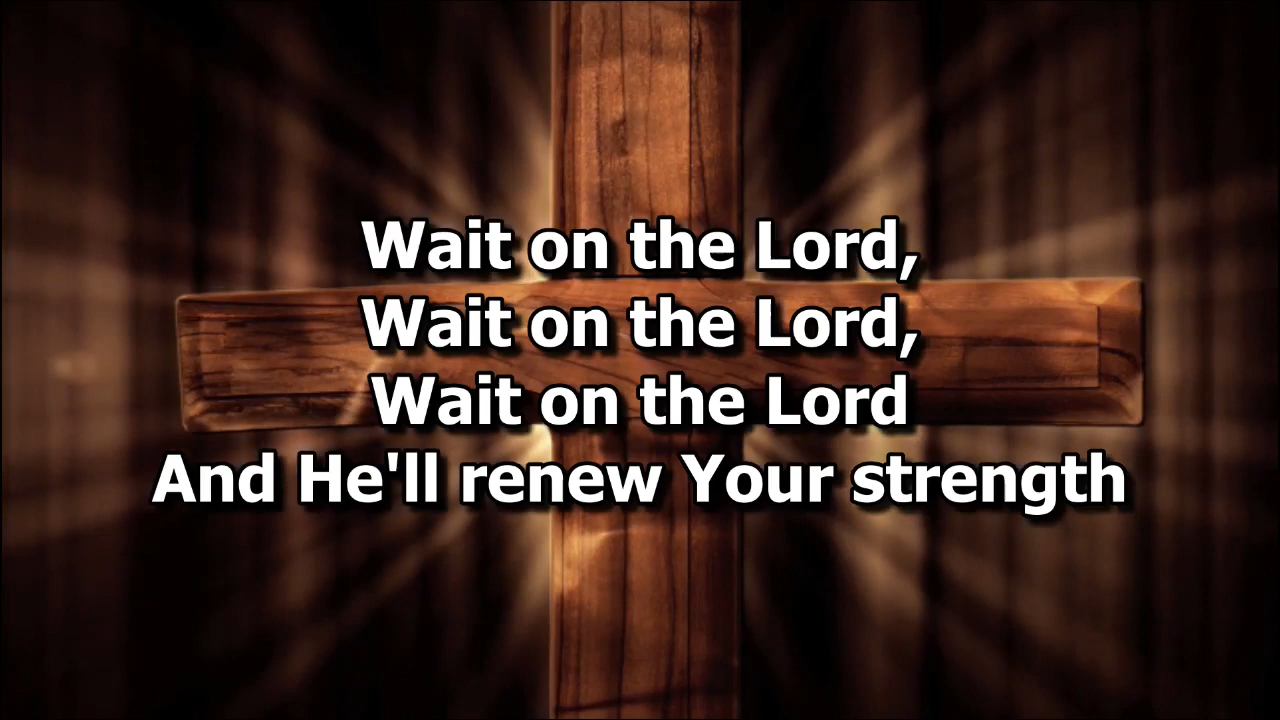 Wait on the Lord,
Wait on the Lord,
Wait on the Lord
And He'll renew Your strength